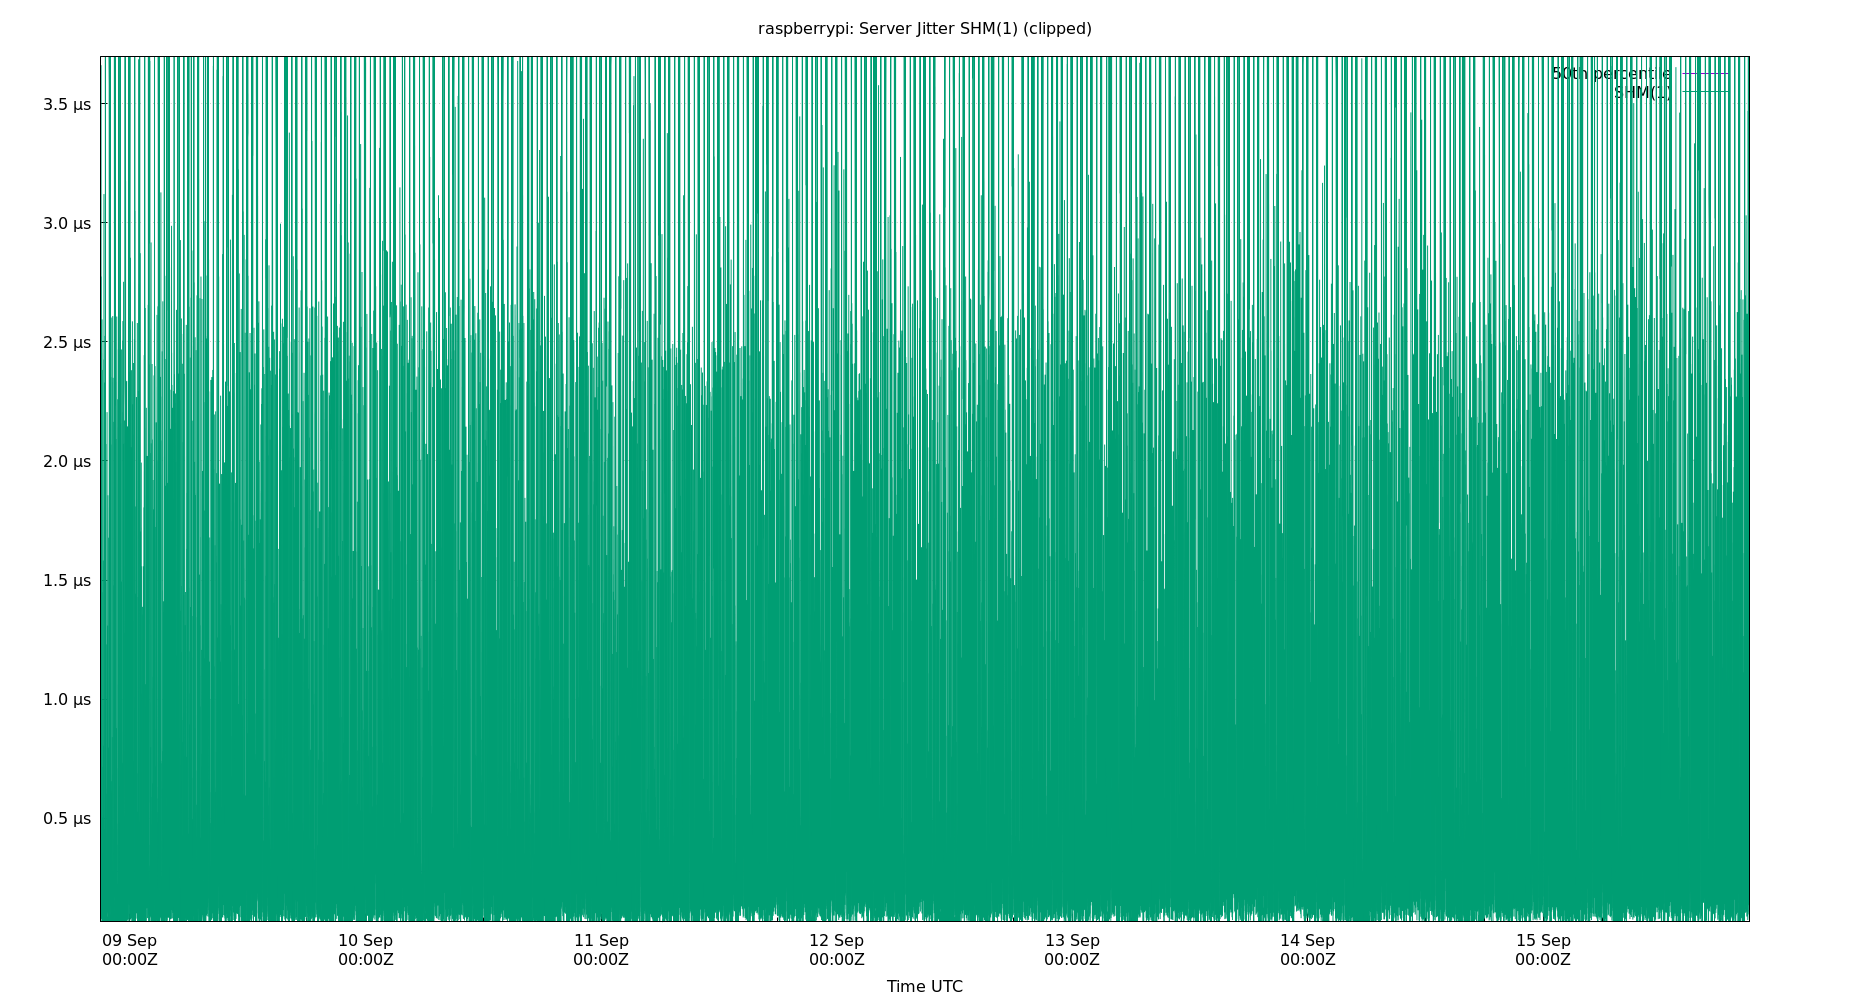 raspberrypi: Server Jitter SHM(1) (clipped)
50th percentile
SHM(1)
3.5 μs
3.0 μs
2.5 μs
2.0 μs
1.5 μs
1.0 μs
0.5 μs
09 Sep 10 Sep 11 Sep 12 Sep 13 Sep 14 Sep 15 Sep
00:00Z 00:00Z 00:00Z 00:00Z 00:00Z 00:00Z 00:00Z
Time UTC